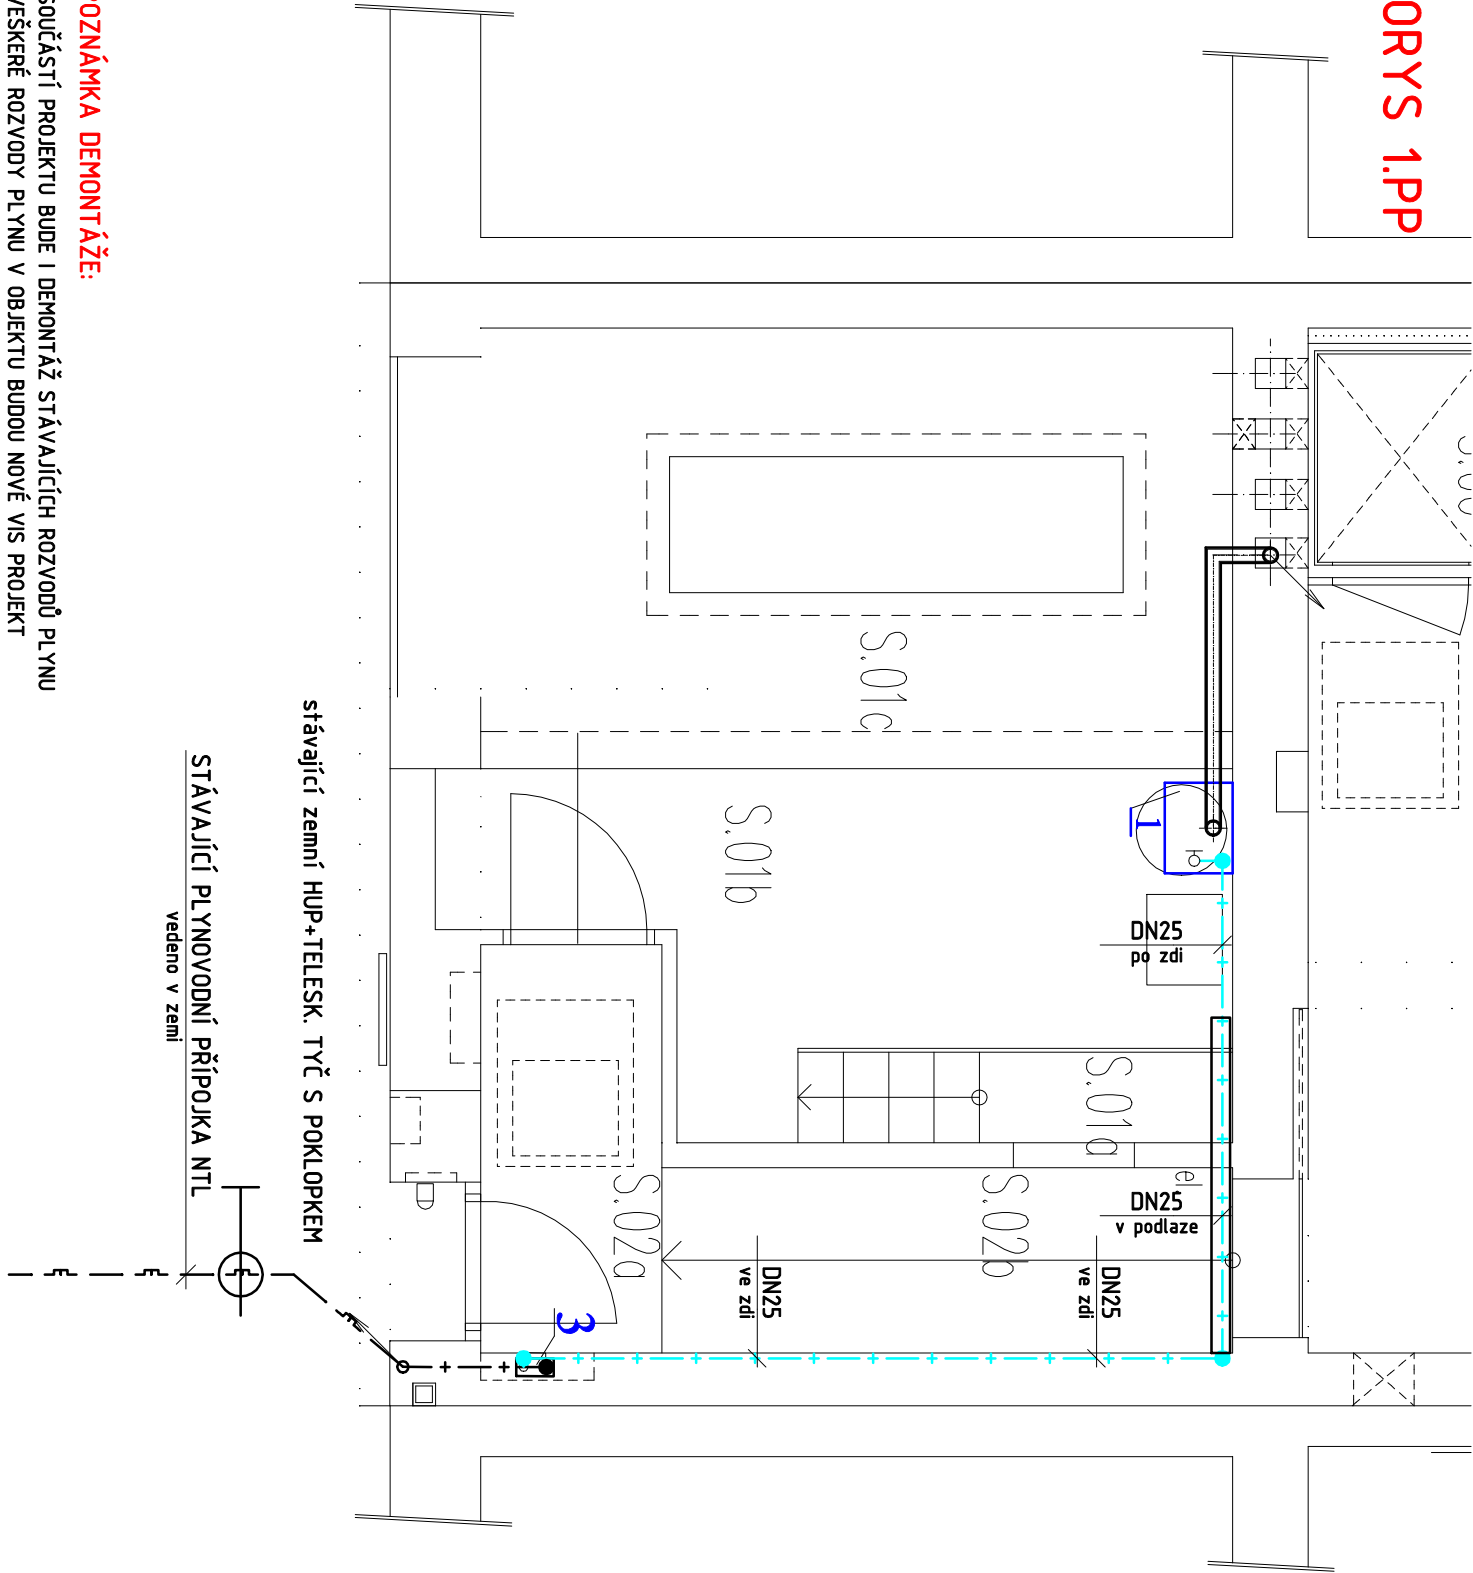 ORYS 1.PP
S.01c
S.01b
1
DN25
po zdi
S.01a
el
DN25
v podlaze
S.02a
S.02b
DN25
ve zdi
DN25
ve zdi
3
stávající zemní HUP+TELESK. TYČ S POKLOPKEM
STÁVAJÍCÍ PLYNOVODNÍ PŘÍPOJKA NTL
vedeno v zemi
POZNÁMKA DEMONTÁŽE:
SOUČÁSTÍ PROJEKTU BUDE I DEMONTÁŽ STÁVAJÍCÍCH ROZVODŮ PLYNU
VEŠKERÉ ROZVODY PLYNU V OBJEKTU BUDOU NOVÉ VIS PROJEKT